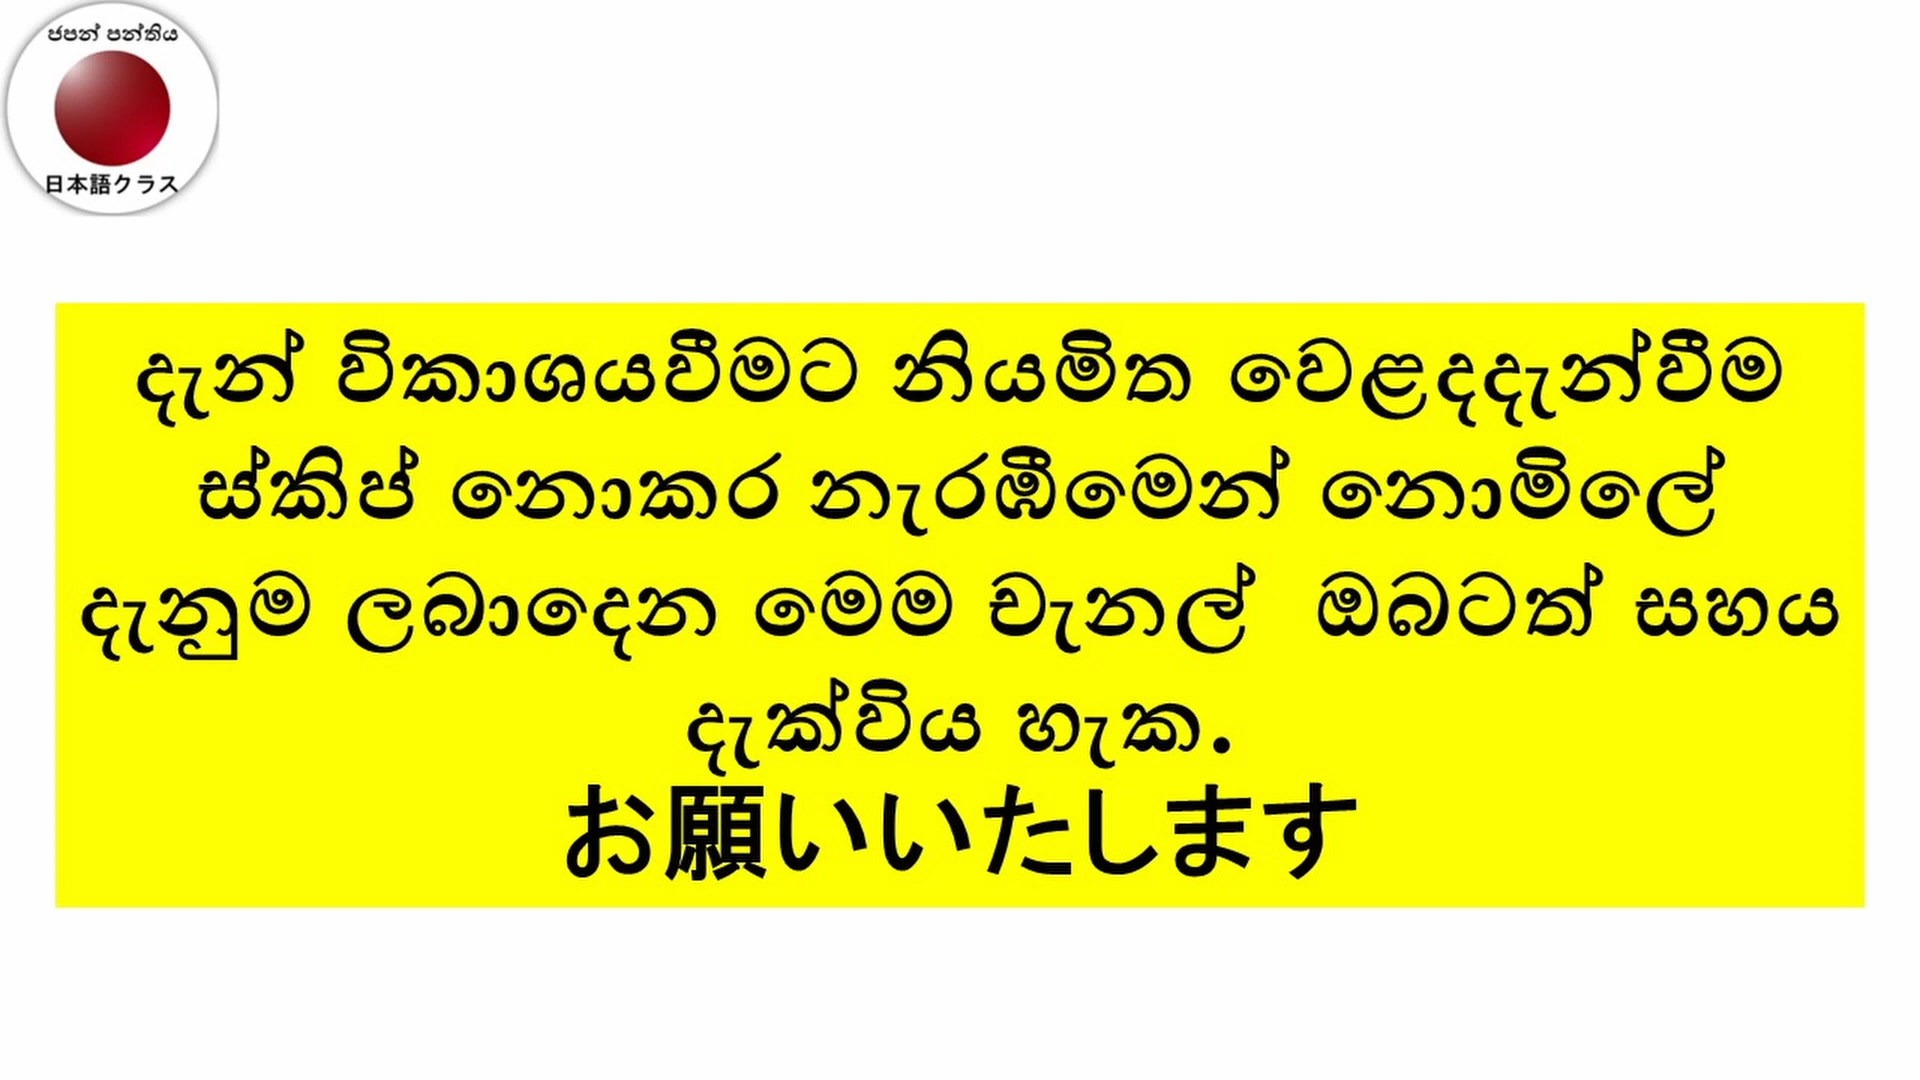 ජපන් පන්තිය
日本語クラス
දැන් විකාශයවීමට නියමිත වෙළදදැන්වීම
ස්කිප් නොකර නැරඹීමෙන් නොමිලේ
දැනුම ලබාදෙන මෙම චැනල් ඔබටත් සහය
දැක්විය හැක.
お願いいたします